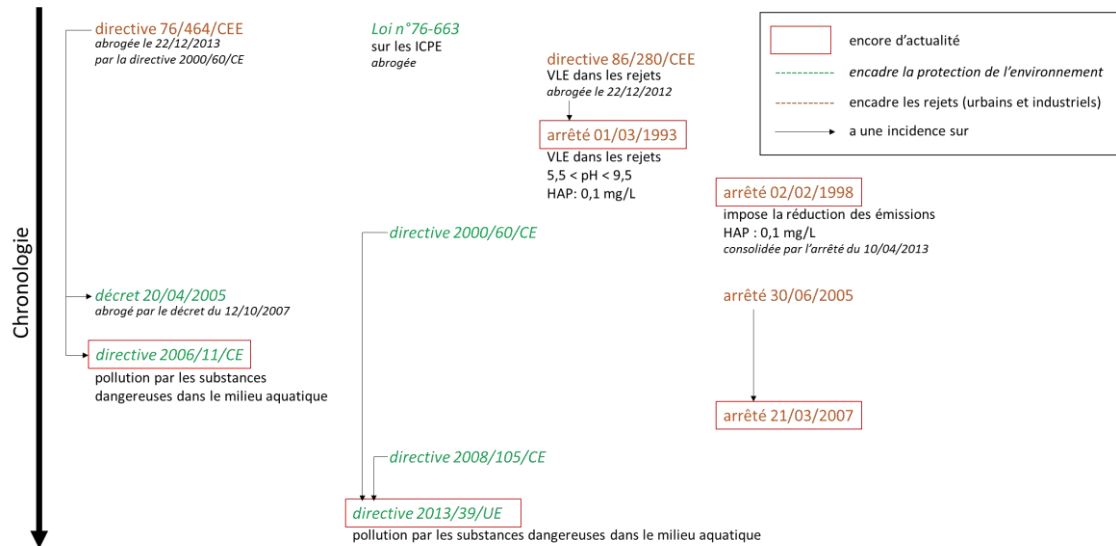 Chronologie
directive 76/464/CEE
abrogée le 22/12/2013
par la directive 2000/60/CE
Loi n°76-663
sur les ICPE
abrogée
directive 86/280/CEE
VLE dans les rejets
abrogée le 22/12/2012
arrêté 01/03/1993
VLE dans les rejets
5,5 < pH < 9,5
HAP: 0,1 mg/L
encore d'actualité
encadre la protection de l'environnement
encadre les rejets (urbains et industriels)
a une incidence sur
arrêté 02/02/1998
impose la réduction des émissions
HAP : 0,1 mg/L
consolidée par l'arrêté du 10/04/2013
directive 2000/60/CE
décret 20/04/2005
abrogé par le décret du 12/10/2007
arrêté 30/06/2005
directive 2006/11/CE
pollution par les substances
dangereuses dans le milieu aquatique
arrêté 21/03/2007
directive 2008/105/CE
directive 2013/39/UE
pollution par les substances dangereuses dans le milieu aquatique